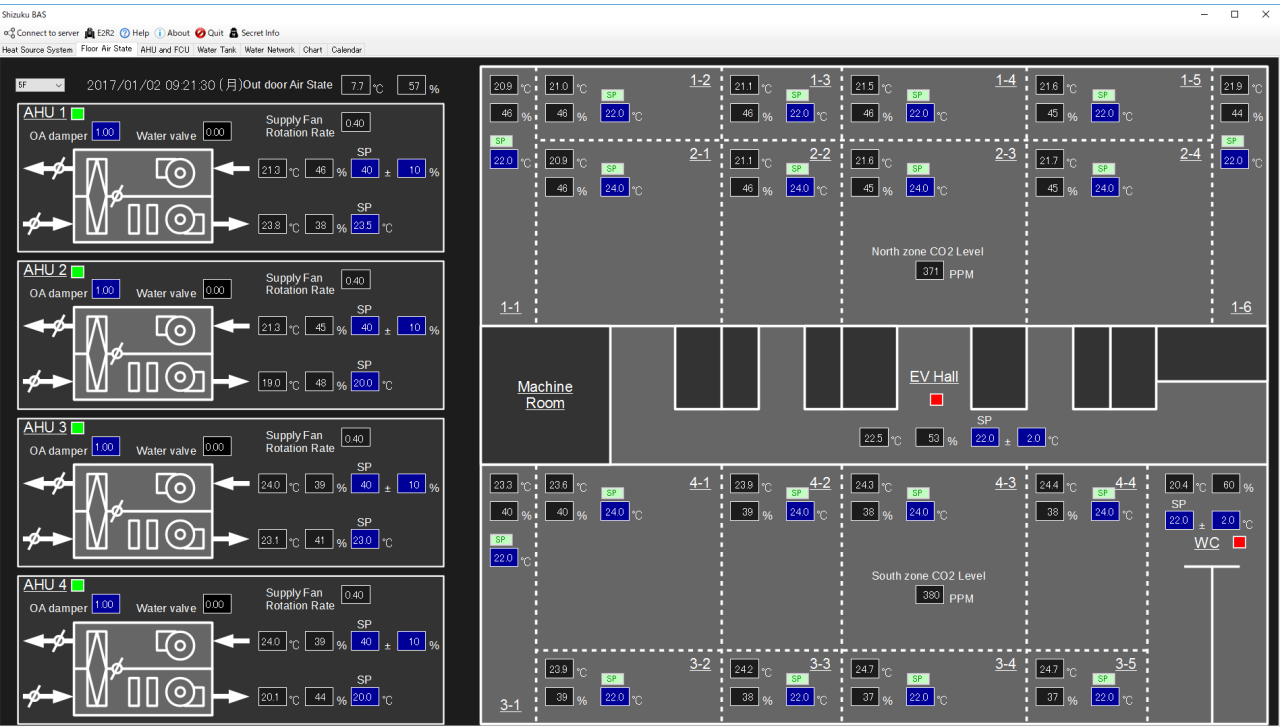 Shizuku BAS
Connect to server E2R2 Help About Quit Secret Info
Heat Source System Floor Air State AHU and FCU Water Tank Water Network Chart Calendar
5F 2017/01/02 09:21:30 (月) Out door Air State 7.7 ℃ 57 %
AHU 1
OA damper 1.00 Water valve 0.00 Supply Fan Rotation Rate 0.40
SP
21.3 ℃ 46 % 40 ± 10 %
SP
23.8 ℃ 38 % 23.5 ℃
AHU 2
OA damper 1.00 Water valve 0.00 Supply Fan Rotation Rate 0.40
SP
21.3 ℃ 45 % 40 ± 10 %
SP
19.0 ℃ 48 % 20.0 ℃
AHU 3
OA damper 1.00 Water valve 0.00 Supply Fan Rotation Rate 0.40
SP
24.0 ℃ 39 % 40 ± 10 %
SP
23.1 ℃ 41 % 23.0 ℃
AHU 4
OA damper 1.00 Water valve 0.00 Supply Fan Rotation Rate 0.40
SP
24.0 ℃ 39 % 40 ± 10 %
SP
20.1 ℃ 44 % 20.0 ℃
20.9 ℃ 21.0 ℃ 1-2 21.1 ℃ 1-3 21.5 ℃ 1-4 21.6 ℃ 1-5 21.9 ℃
SP SP SP SP
46 % 46 % 22.0 ℃ 46 % 22.0 ℃ 46 % 22.0 ℃ 45 % 22.0 ℃ 44 %
SP SP
22.0 ℃ 20.9 ℃ 2-1 21.1 ℃ 2-2 21.6 ℃ 2-3 21.7 ℃ 2-4 22.0 ℃
SP SP SP SP
46 % 24.0 ℃ 46 % 24.0 ℃ 45 % 24.0 ℃ 45 % 24.0 ℃
North zone CO2 Level
371 PPM
1-1 1-6
Machine
Room
EV Hall
SP
22.5 ℃ 53 % 22.0 ± 2.0 ℃
23.3 ℃ 23.6 ℃ 4-1 23.9 ℃ 4-2 24.3 ℃ 4-3 24.4 ℃ 4-4 20.4 ℃ 60 %
SP SP SP SP SP
40 % 40 % 24.0 ℃ 39 % 24.0 ℃ 38 % 24.0 ℃ 38 % 24.0 ℃ 22.0 ± 2.0 ℃
SP WC
22.0 ℃
South zone CO2 Level
380 PPM
23.9 ℃ 3-2 24.2 ℃ 3-3 24.7 ℃ 3-4 24.7 ℃ 3-5
SP SP SP SP
3-1 39 % 22.0 ℃ 38 % 22.0 ℃ 37 % 22.0 ℃ 37 % 22.0 ℃